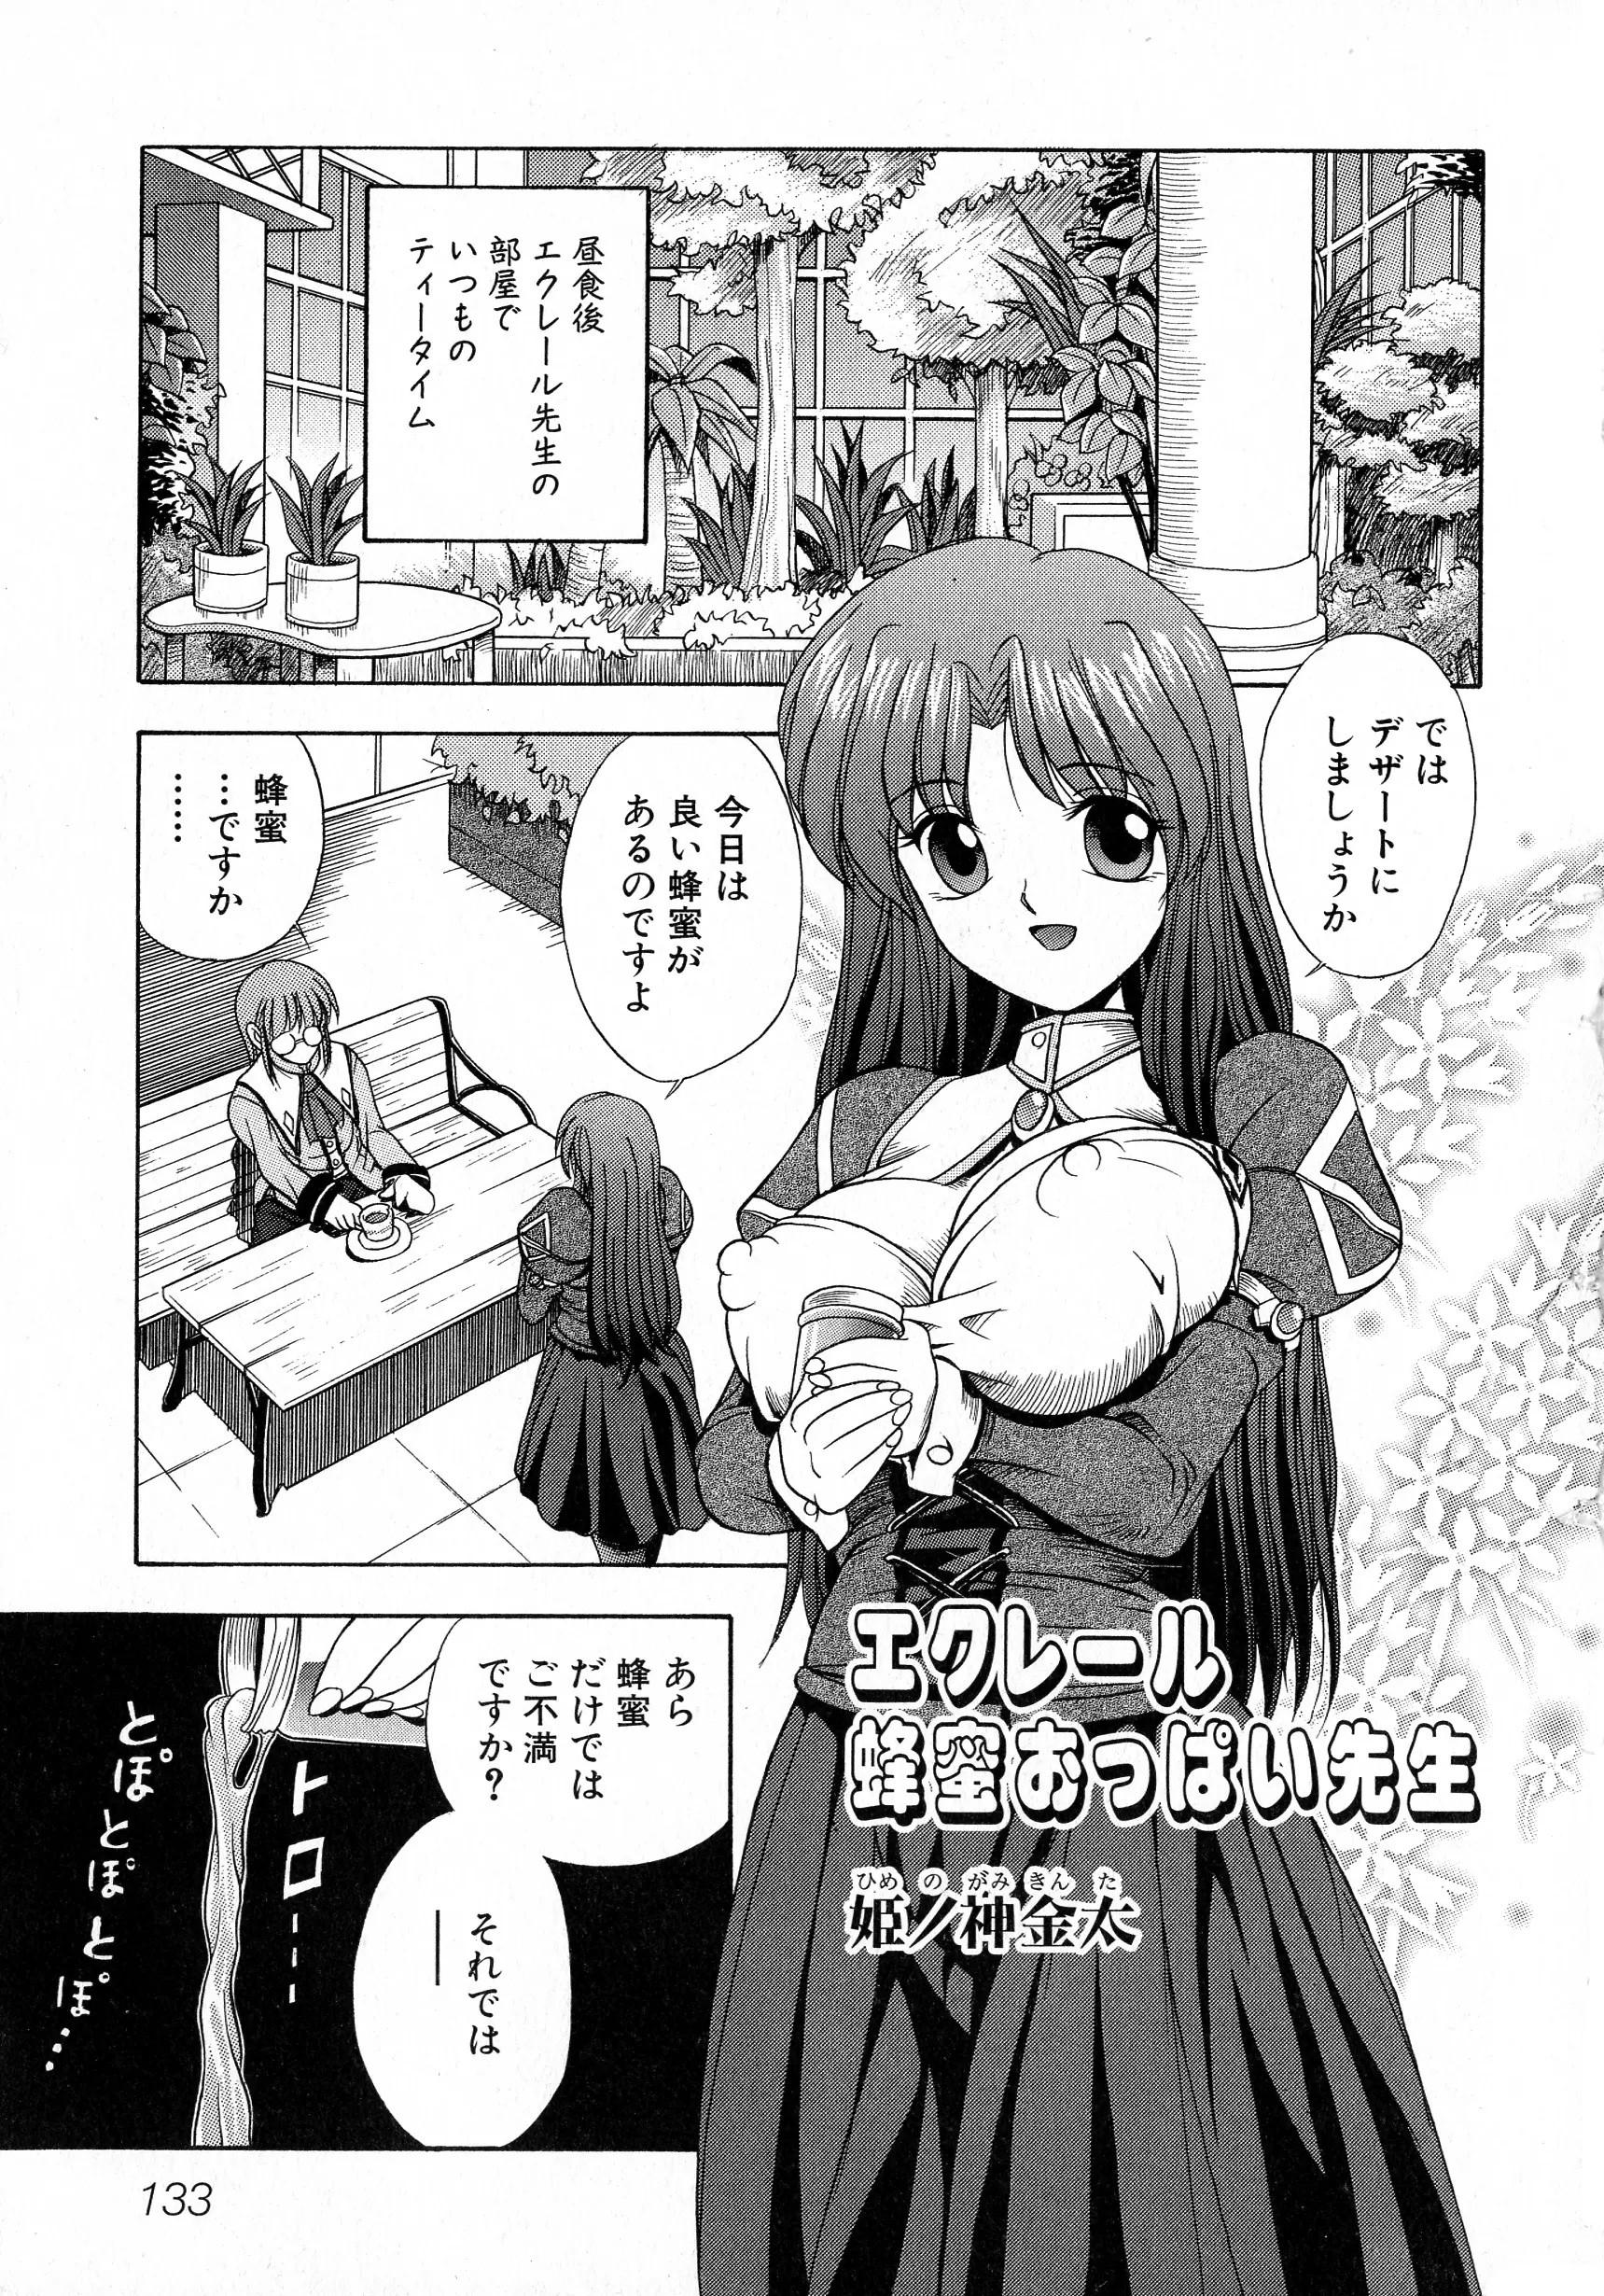 昼食後
エクレール先生の
部屋で
いつもの
ティータイム
では
デザートに
しましょうか
今日は
良い蜂蜜が
あるのですよ
蜂蜜
…ですか
……
あら
蜂蜜
だけでは
ご不満
ですか？
それでは
━━
トロ---
とぽとぽとぽ…
エクレール
蜂蜜おっぱい先生
ひめのがみきんた
姫ノ神金太
133